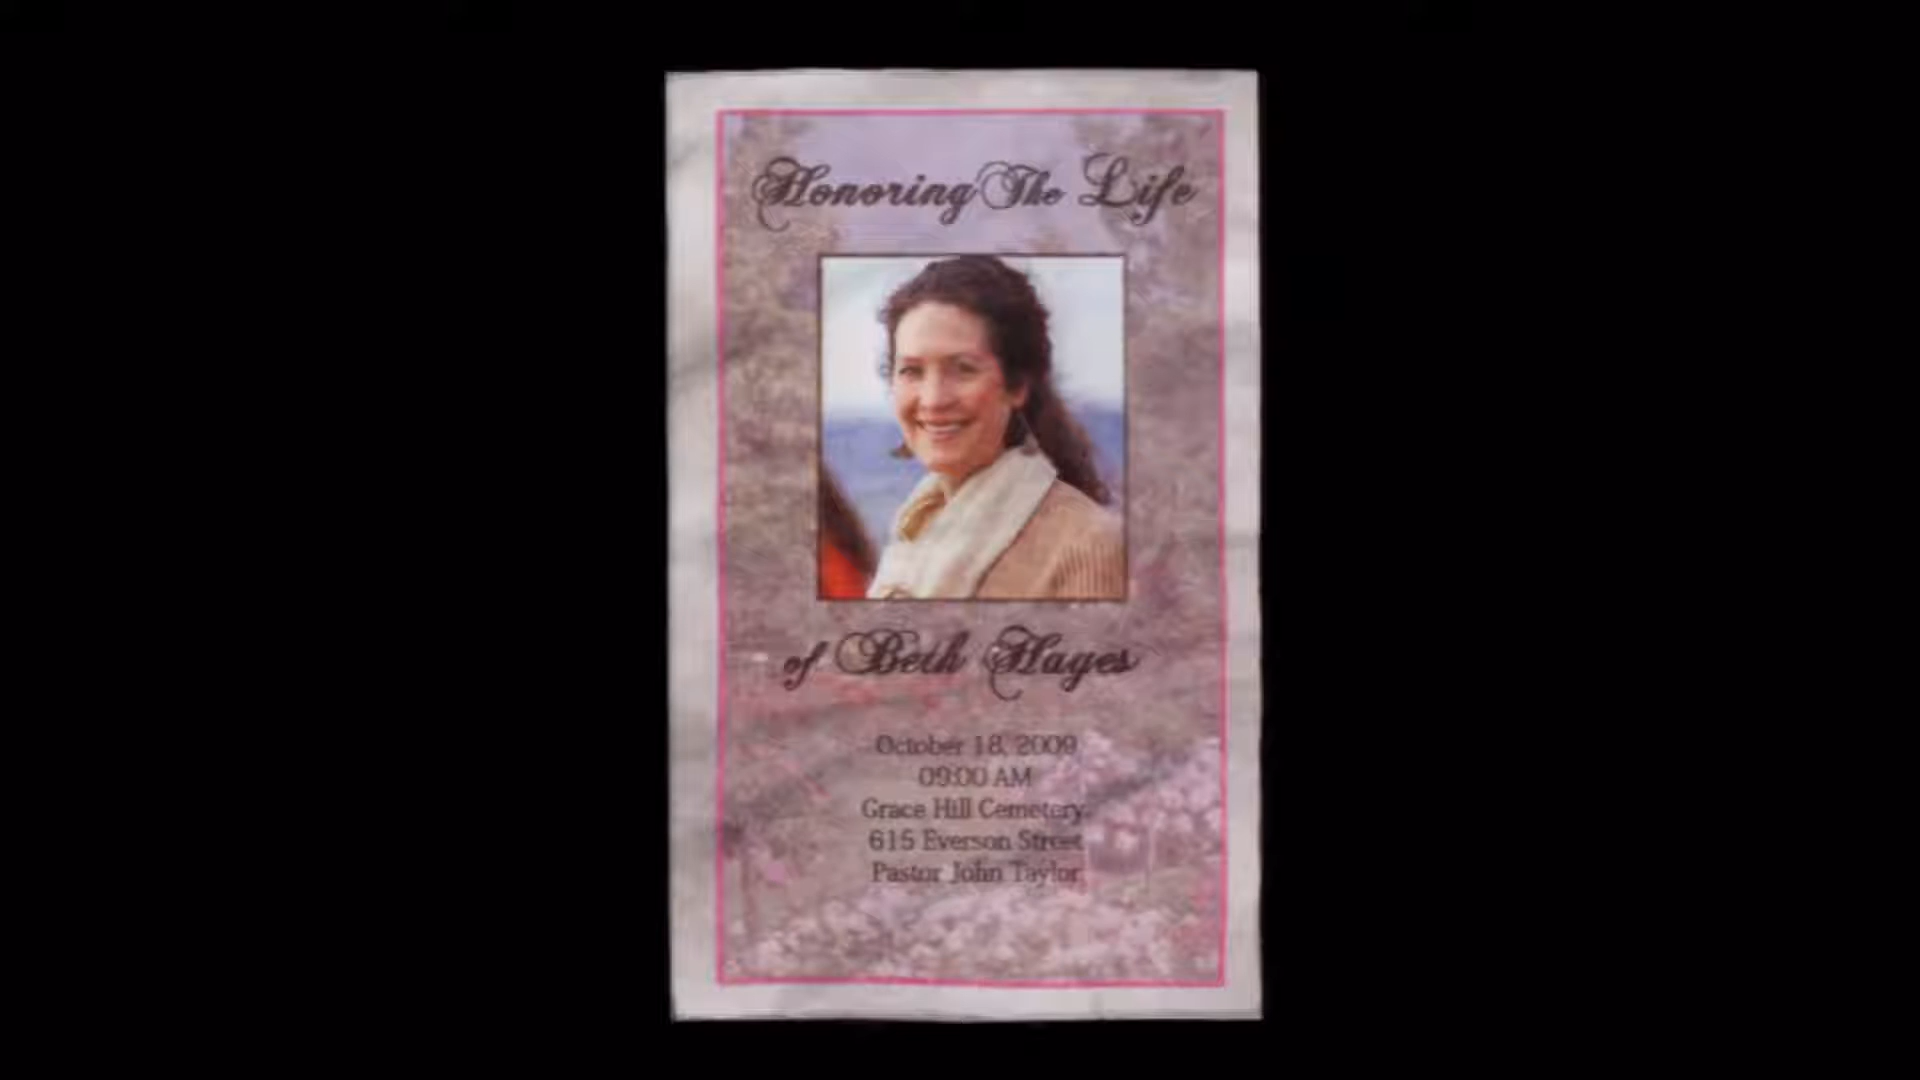 Honoring The Life
of Beth Hayes
October 18, 2009
09:00 AM
Grace Hill Cemetery
615 Everson Street
Pastor John Taylor